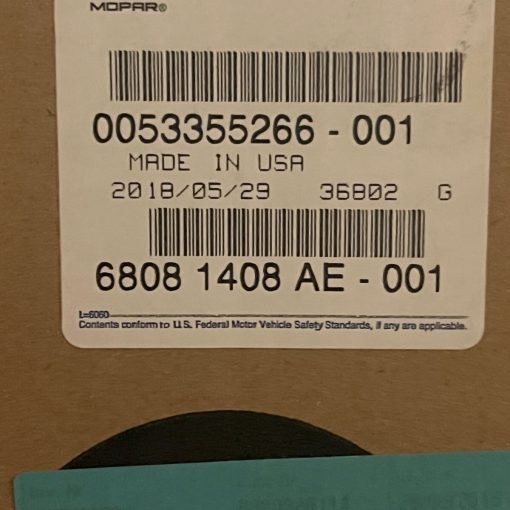 MOPAR®
0053355266 - 001
MADE IN USA
2018/05/29 36802 G
6808 1408 AE - 001
L=6060
Contents conform to U.S. Federal Motor Vehicle Safety Standards, if any are applicable.